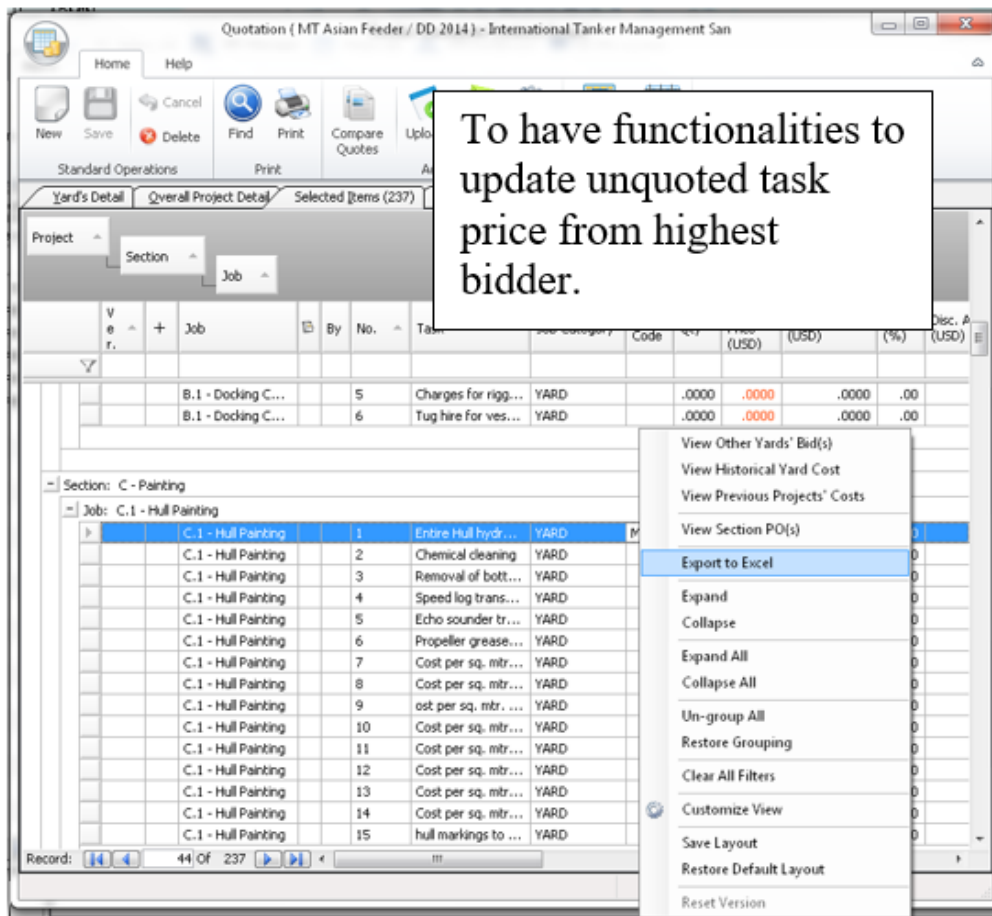 Quotation ( MT Asian Feeder / DD 2014 ) - International Tanker Management San
Home Help
New Save Cancel Delete Find Print Compare Quotes
Standard Operations Print
To have functionalities to
update unquoted task
price from highest
bidder.
Yard's Detail Overall Project Detail Selected Items (237)
Project
Section
Job
Ver. + Job By No. Code (USD) (USD) (%) Disc. (USD)
B.1 - Docking C... 5 Charges for rigg... YARD .0000 .0000 .0000 .00
B.1 - Docking C... 6 Tug hire for ves... YARD .0000 .0000 .0000 .00
Section: C - Painting
Job: C.1 - Hull Painting
C.1 - Hull Painting 1 Entire Hull hydr... YARD
C.1 - Hull Painting 2 Chemical cleaning YARD
C.1 - Hull Painting 3 Removal of bott... YARD
C.1 - Hull Painting 4 Speed log trans... YARD
C.1 - Hull Painting 5 Echo sounder tr... YARD
C.1 - Hull Painting 6 Propeller grease... YARD
C.1 - Hull Painting 7 Cost per sq. mtr... YARD
C.1 - Hull Painting 8 Cost per sq. mtr... YARD
C.1 - Hull Painting 9 ost per sq. mtr. ... YARD
C.1 - Hull Painting 10 Cost per sq. mtr... YARD
C.1 - Hull Painting 11 Cost per sq. mtr... YARD
C.1 - Hull Painting 12 Cost per sq. mtr... YARD
C.1 - Hull Painting 13 Cost per sq. mtr... YARD
C.1 - Hull Painting 14 Cost per sq. mtr... YARD
C.1 - Hull Painting 15 hull markings to ... YARD
Record: 44 Of 237
View Other Yards' Bid(s)
View Historical Yard Cost
View Previous Projects' Costs
View Section PO(s)
Export to Excel
Expand
Collapse
Expand All
Collapse All
Un-group All
Restore Grouping
Clear All Filters
Customize View
Save Layout
Restore Default Layout
Reset Version